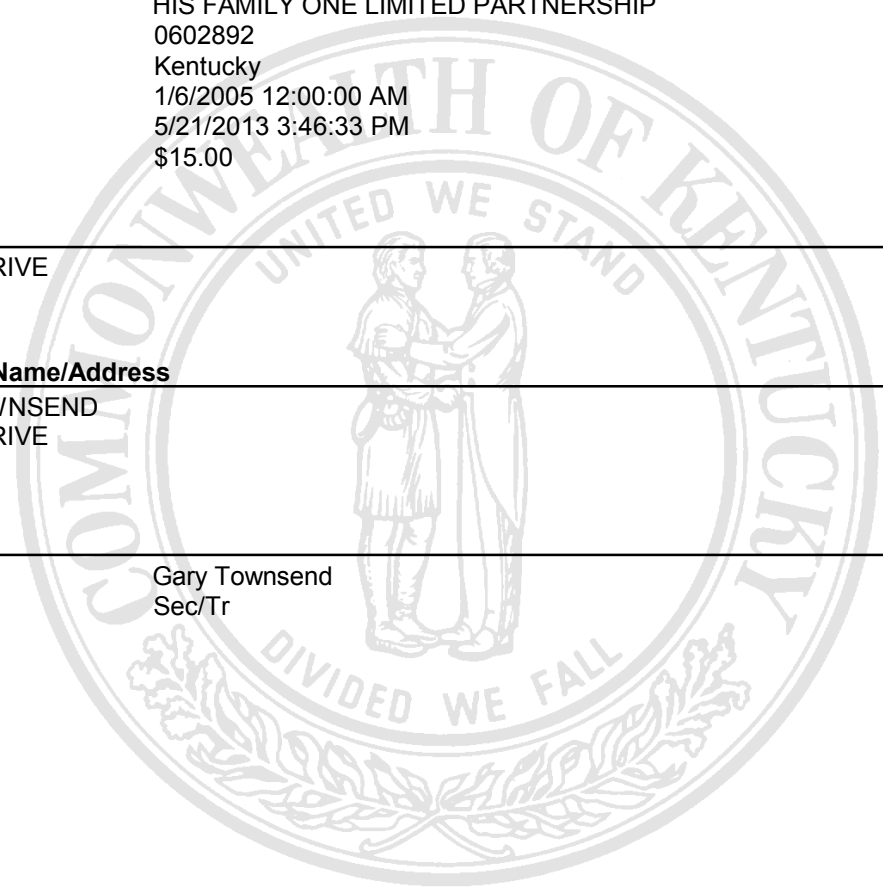 HIS FAMILY ONE LIMITED PARTNERSHIP
0602892
Kentucky
1/6/2005 12:00:00 AM
5/21/2013 3:46:33 PM
$15.00
COMMONWEALTH OF KENTUCKY
UNITED WE STAND
RIVE
Name/Address
WNSEND
RIVE
Gary Townsend
Sec/Tr
DIVIDED WE FALL